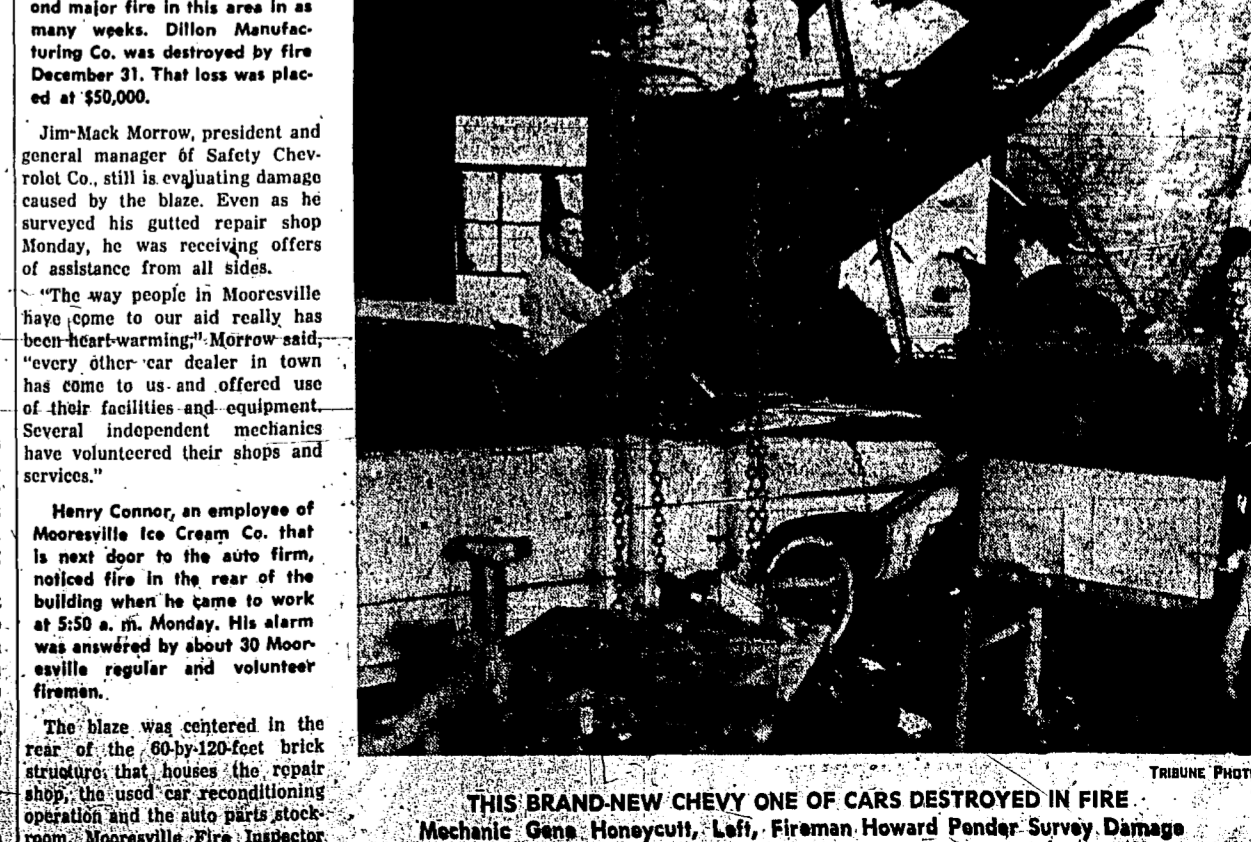 ond major fire in this area in as
many weeks. Dillon Manufac-
turing Co. was destroyed by fire
December 31. That loss was plac-
ed at $50,000.
Jim-Mack Morrow, president and
general manager of Safety Chev-
rolet Co., still is evaluating damage
caused by the blaze. Even as he
surveyed his gutted repair shop
Monday, he was receiving offers
of assistance from all sides.
"The way people in Mooresville
have come to our aid really has
been heart-warming," Morrow said,
"every other car dealer in town
has come to us and offered use
of their facilities and equipment.
Several independent mechanics
have volunteered their shops and
services."
Henry Connor, an employee of
Mooresville Ice Cream Co. that
is next door to the auto firm,
noticed fire in the rear of the
building when he came to work
at 5:50 a. m. Monday. His alarm
was answered by about 30 Moor-
esville regular and volunteer
firemen.
The blaze was centered in the
rear of the 60-by-120-feet brick
structure that houses the repair
shop, the used car reconditioning
operation and the auto parts stock-
room. Mooresville Fire Inspector
TRIBUNE PHOT
THIS BRAND-NEW CHEVY ONE OF CARS DESTROYED IN FIRE
Mechanic Gene Honeycutt, Left, Fireman Howard Pender Survey Damage